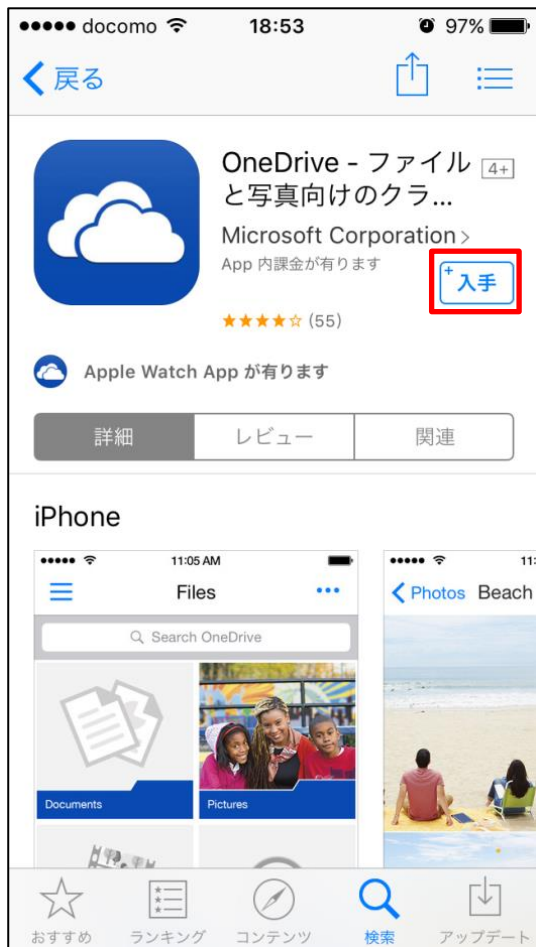 docomo 18:53 97%
戻る
OneDrive - ファイル 4+
と写真向けのクラ...
Microsoft Corporation >
App 内課金が有ります
+入手
★★★★☆ (55)
Apple Watch App が有ります
詳細 レビュー 関連
iPhone
11:05 AM
Files
Search OneDrive
Documents
Pictures
11:
Photos Beach
おすすめ ランキング コンテンツ 検索 アップデート